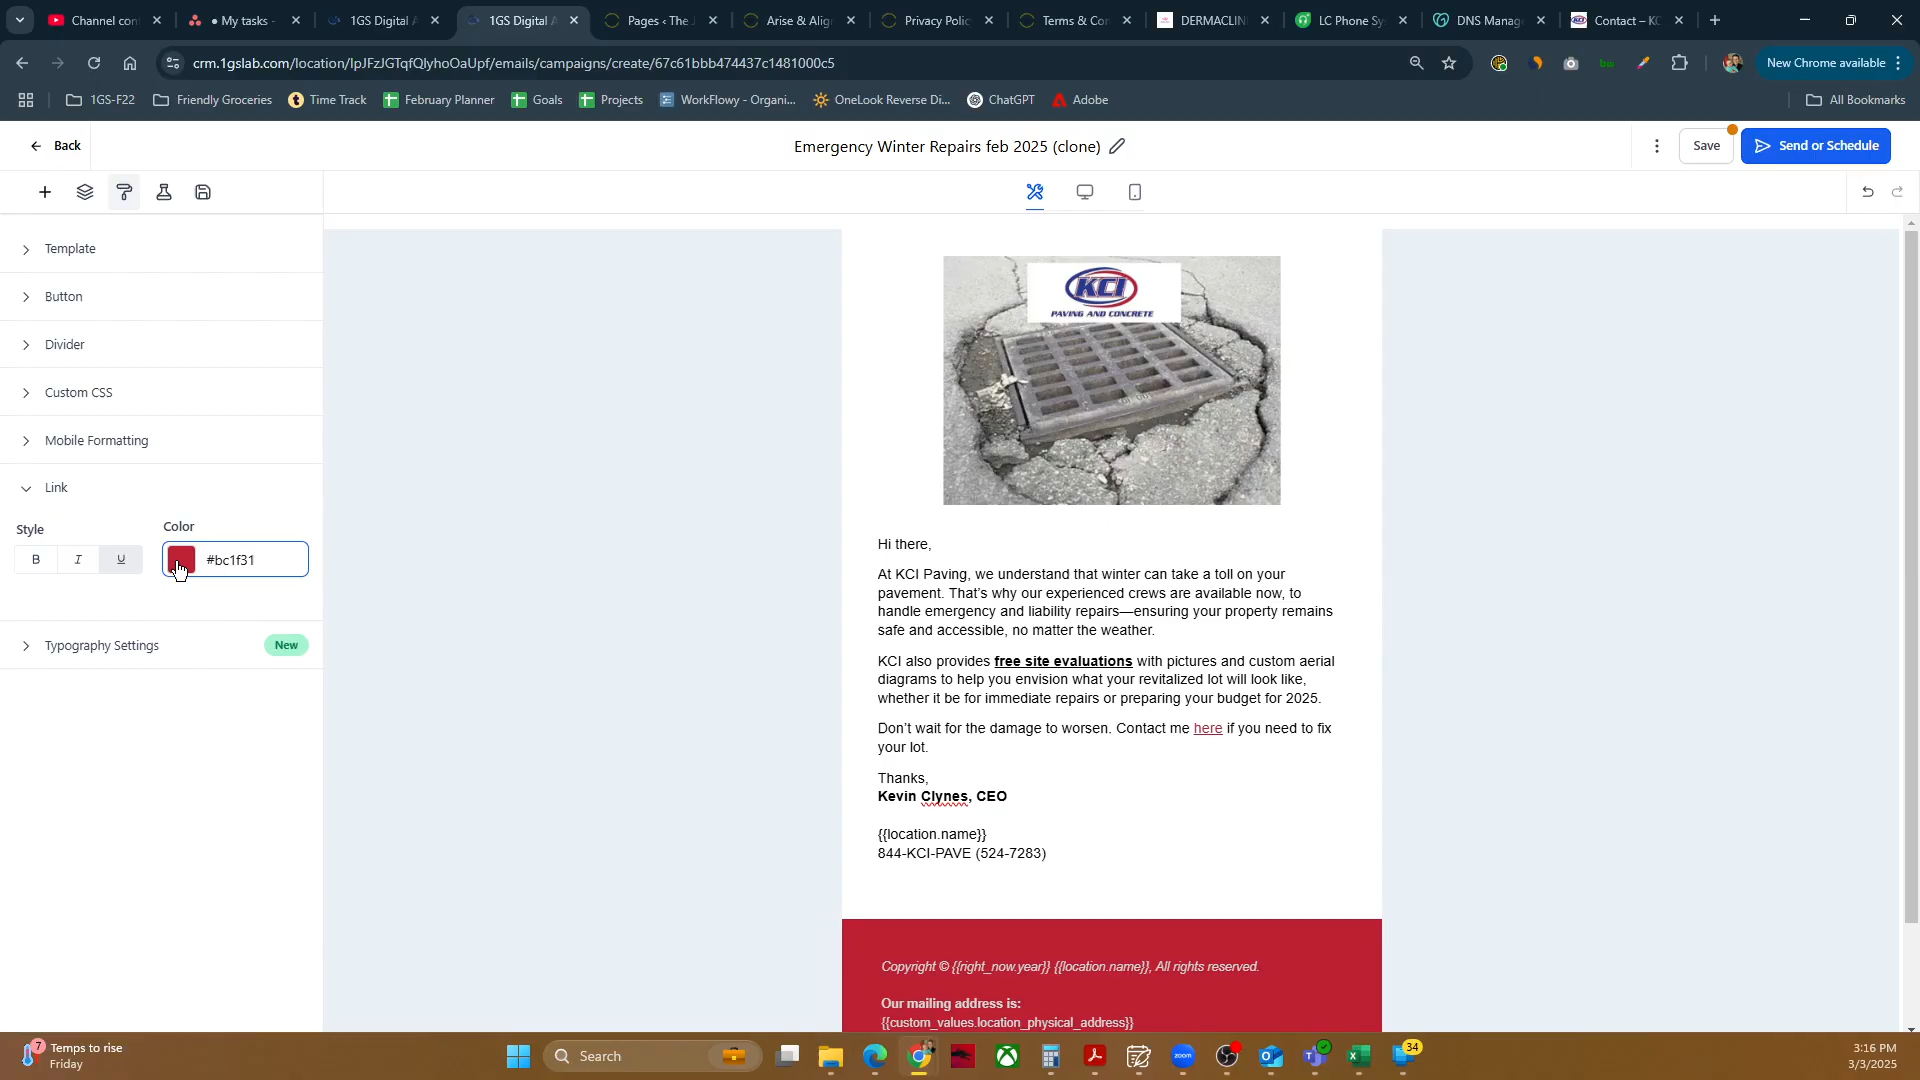 Channel con
• My tasks -
1GS Digital A
1GS Digital A
Pages ‹ The J
Arise & Alig
Privacy Polic
Terms & Con
DERMACLIN
LC Phone Sy
DNS Manag
Contact – KC
crm.1gslab.com/location/lpJFzJGTqfQlyhoOaUpf/emails/campaigns/create/67c61bbb474437c1481000c5
New Chrome available
1GS-F22
Friendly Groceries
Time Track
February Planner
Goals
Projects
WorkFlowy - Organi...
OneLook Reverse Di...
ChatGPT
Adobe
All Bookmarks
Back
Emergency Winter Repairs feb 2025 (clone)
Save
Send or Schedule
Template
Button
Divider
Custom CSS
Mobile Formatting
Link
Style
Color
B I U
#bc1f31
Typography Settings
New
KCI
PAVING AND CONCRETE
Hi there,
At KCI Paving, we understand that winter can take a toll on your
pavement. That's why our experienced crews are available now, to
handle emergency and liability repairs—ensuring your property remains
safe and accessible, no matter the weather.
KCI also provides free site evaluations with pictures and custom aerial
diagrams to help you envision what your revitalized lot will look like,
whether it be for immediate repairs or preparing your budget for 2025.
Don't wait for the damage to worsen. Contact me here if you need to fix
your lot.
Thanks,
Kevin Clynes, CEO
{{location.name}}
844-KCI-PAVE (524-7283)
Copyright © {{right_now.year}} {{location.name}}, All rights reserved.
Our mailing address is:
{{custom_values.location_physical_address}}
7
Temps to rise
Friday
Search
zoom
34
3:16 PM
3/3/2025